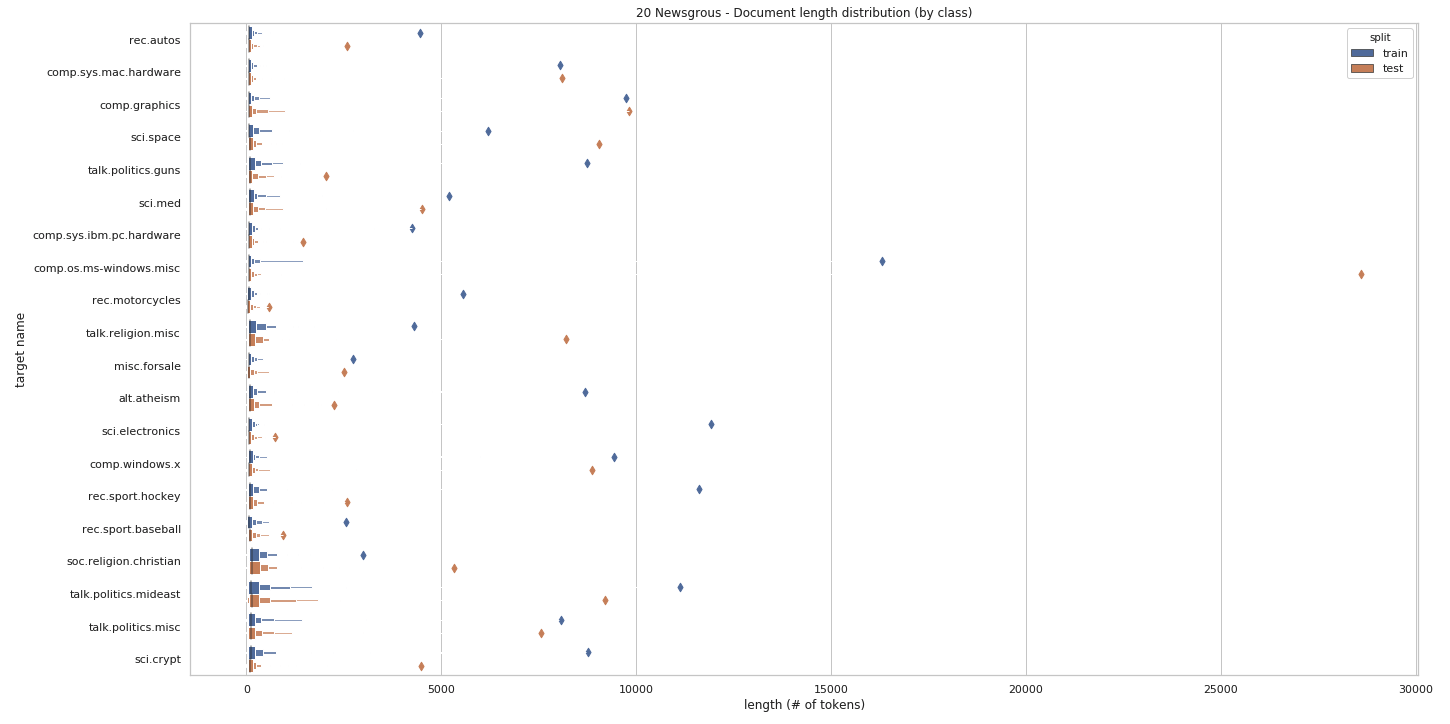 20 Newsgrous - Document length distribution (by class)
split
train
test
target name
rec.autos
comp.sys.mac.hardware
comp.graphics
sci.space
talk.politics.guns
sci.med
comp.sys.ibm.pc.hardware
comp.os.ms-windows.misc
rec.motorcycles
talk.religion.misc
misc.forsale
alt.atheism
sci.electronics
comp.windows.x
rec.sport.hockey
rec.sport.baseball
soc.religion.christian
talk.politics.mideast
talk.politics.misc
sci.crypt
0 5000 10000 15000 20000 25000 30000
length (# of tokens)